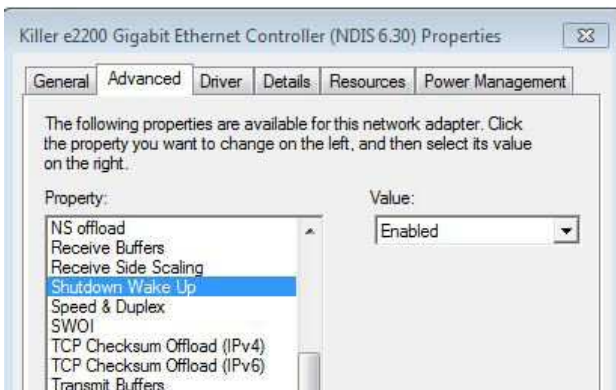 Killer e2200 Gigabit Ethernet Controller (NDIS 6.30) Properties
General Advanced Driver Details Resources Power Management
The following properties are available for this network adapter. Click
the property you want to change on the left, and then select its value
on the right.
Property: Value:
NS offload Enabled
Receive Buffers
Receive Side Scaling
Shutdown Wake Up
Speed & Duplex
SWOI
TCP Checksum Offload (IPv4)
TCP Checksum Offload (IPv6)
Transmit Buffers